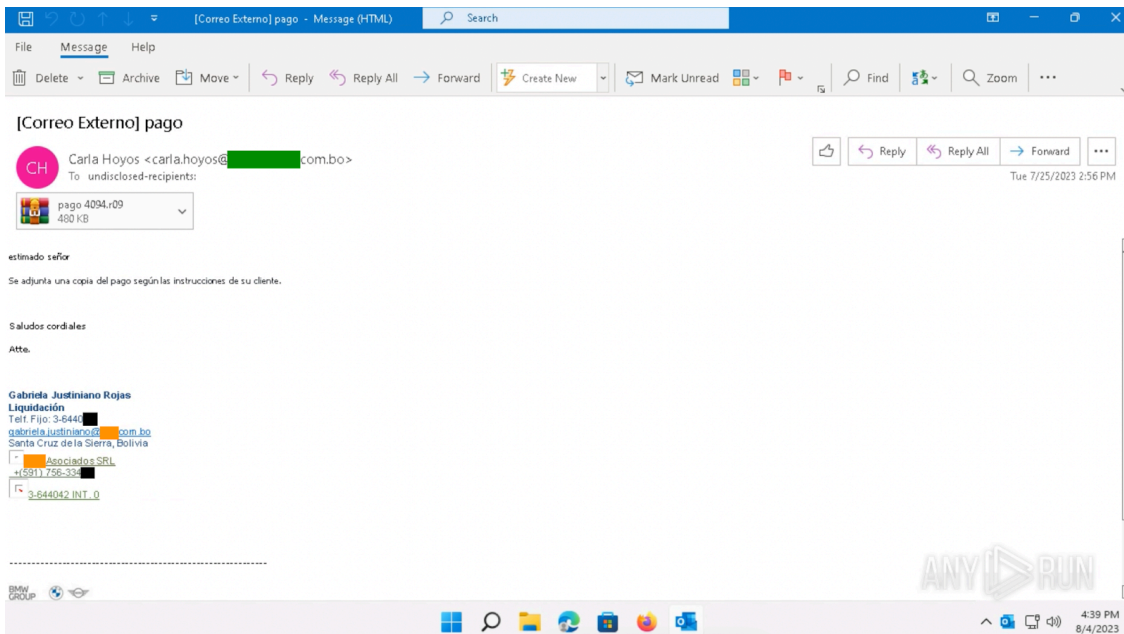 [Correo Externo] pago - Message (HTML)
Search
File Message Help
Delete Archive Move Reply Reply All Forward Create New Mark Unread Find Zoom
[Correo Externo] pago
CH
Carla Hoyos <carla.hoyos@ com.bo>
To undisclosed-recipients:
Reply Reply All Forward
Tue 7/25/2023 2:56 PM
pago 4094.r09
480 KB
estimado señor
Se adjunta una copia del pago según las instrucciones de su cliente.
Saludos cordiales
Atte.
Gabriela Justiniano Rojas
Liquidación
Telf. Fijo: 3-6440
gabriela.justiniano@ com.bo
Santa Cruz de la Sierra, Bolivia
Asociados SRL
+(591) 756-334
3-644042 INT. 0
------------------------------------------------------------
BMW
GROUP
ANY RUN
4:39 PM
8/4/2023